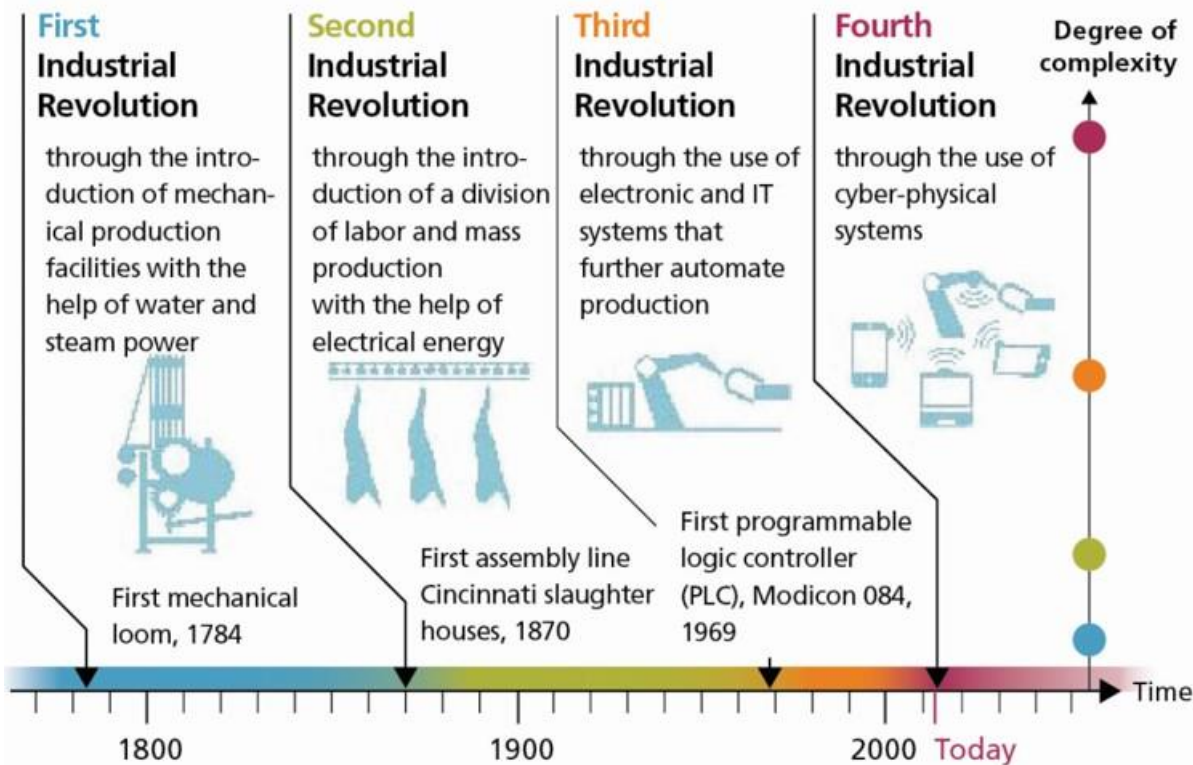 First
Industrial
Revolution
through the intro-
duction of mechan-
ical production
facilities with the
help of water and
steam power
First mechanical
loom, 1784
Second
Industrial
Revolution
through the intro-
duction of a division
of labor and mass
production
with the help of
electrical energy
First assembly line
Cincinnati slaughter
houses, 1870
Third
Industrial
Revolution
through the use of
electronic and IT
systems that
further automate
production
First programmable
logic controller
(PLC), Modicon 084,
1969
Fourth
Industrial
Revolution
through the use of
cyber-physical
systems
Degree of
complexity
Time
1800
1900
2000
Today